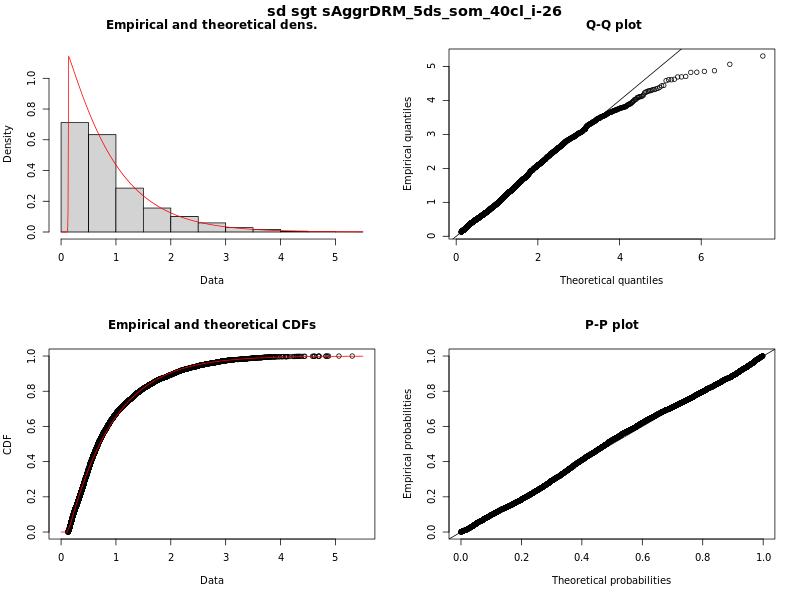 sd sgt sAggrDRM_5ds_som_40cl_i-26
Empirical and theoretical dens.
Density
0.0 0.2 0.4 0.6 0.8 1.0
0 1 2 3 4 5
Data
Q-Q plot
Empirical quantiles
0 1 2 3 4 5
0 2 4 6
Theoretical quantiles
Empirical and theoretical CDFs
CDF
0.0 0.2 0.4 0.6 0.8 1.0
0 1 2 3 4 5
Data
P-P plot
Empirical probabilities
0.0 0.2 0.4 0.6 0.8 1.0
0.0 0.2 0.4 0.6 0.8 1.0
Theoretical probabilities